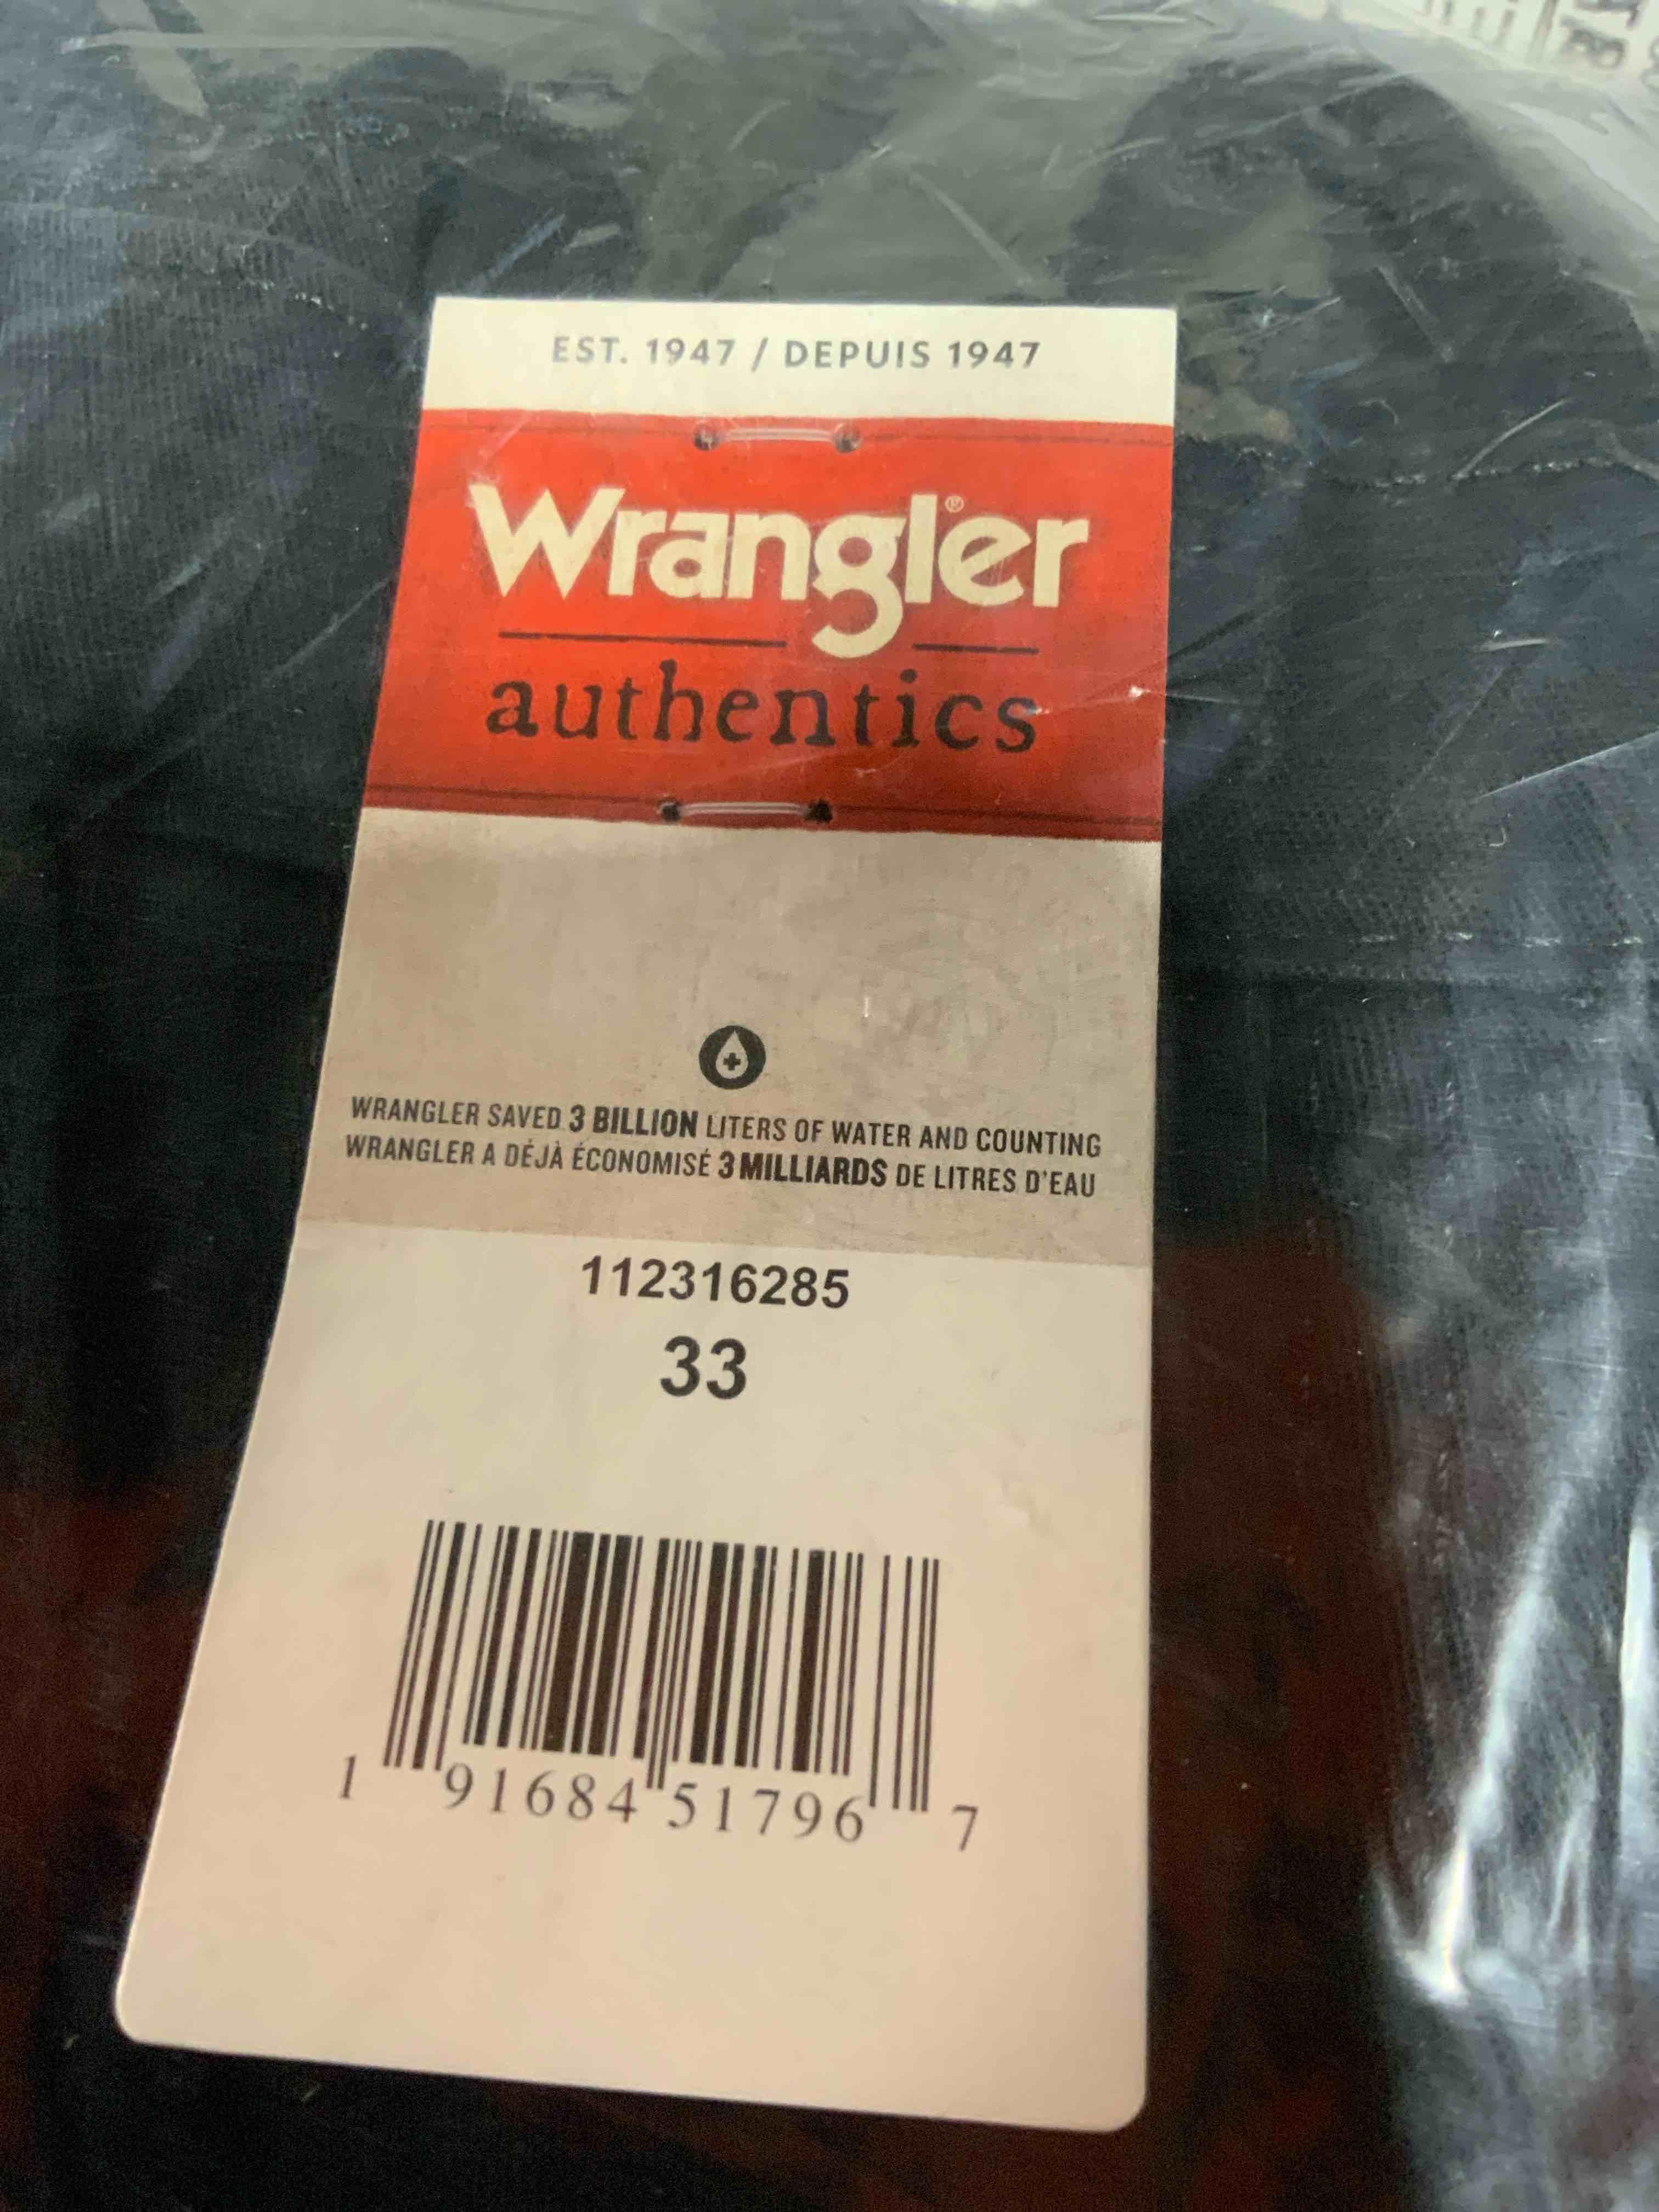 EST. 1947 / DEPUIS 1947
Wrangler®
authentics
WRANGLER SAVED 3 BILLION LITERS OF WATER AND COUNTING
WRANGLER A DÉJÀ ÉCONOMISÉ 3 MILLIARDS DE LITRES D'EAU
112316285
33
1 91684 51796 7